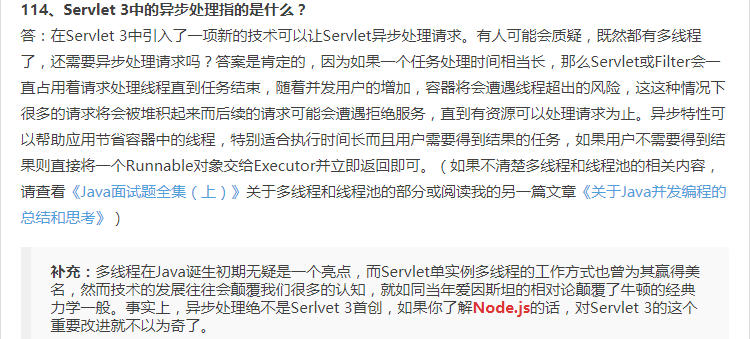 114、Servlet 3中的异步处理指的是什么？
答：在Servlet 3中引入了一项新的技术可以让Servlet异步处理请求。有人可能会质疑，既然都有多线程
了，还需要异步处理请求吗？答案是肯定的，因为如果一个任务处理时间相当长，那么Servlet或Filter会一
直占用着请求处理线程直到任务结束，随着并发用户的增加，容器将会遭遇线程超出的风险，这这种情况下
很多的请求将会被堆积起来而后续的请求可能会遭遇拒绝服务，直到有资源可以处理请求为止。异步特性可
以帮助应用节省容器中的线程，特别适合执行时间长而且用户需要得到结果的任务，如果用户不需要得到结
果则直接将一个Runnable对象交给Executor并立即返回即可。（如果不清楚多线程和线程池的相关内容，
请查看《Java面试题全集（上）》关于多线程和线程池的部分或阅读我的另一篇文章《关于Java并发编程的
总结和思考》）
补充：多线程在Java诞生初期无疑是一个亮点，而Servlet单实例多线程的工作方式也曾为其赢得美
名，然而技术的发展往往会颠覆我们很多的认知，就如同当年爱因斯坦的相对论颠覆了牛顿的经典
力学一般。事实上，异步处理绝不是Serlvet 3首创，如果你了解Node.js的话，对Servlet 3的这个
重要改进就不以为奇了。